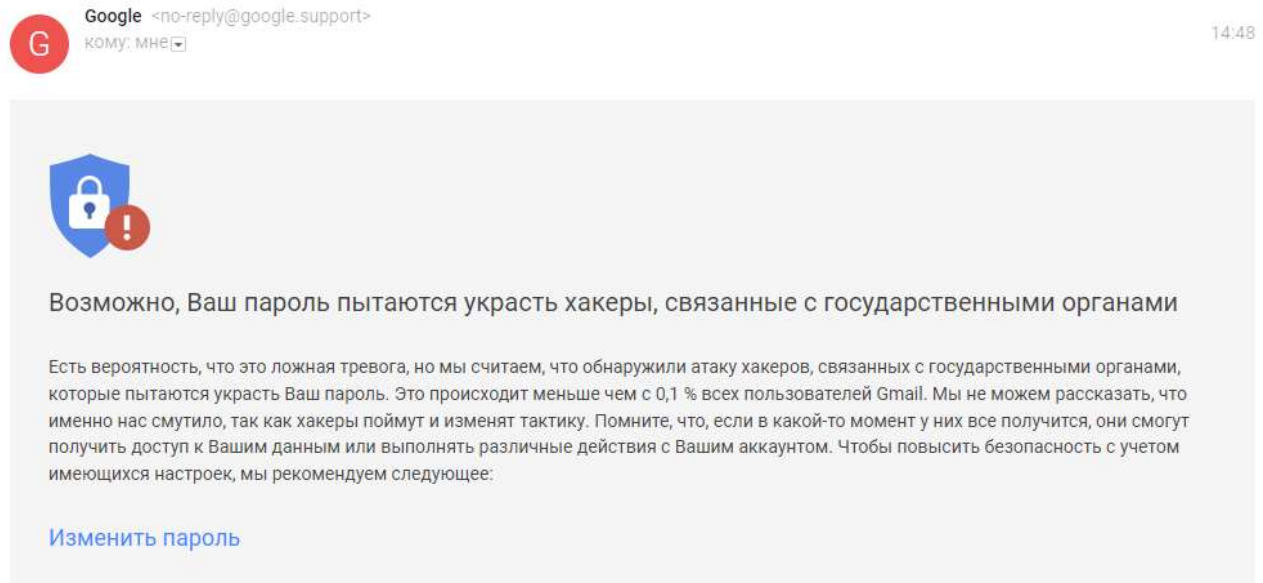 Google <no-reply@google.support>
14:48
G
кому: мне
!
Возможно, Ваш пароль пытаются украсть хакеры, связанные с государственными органами
Есть вероятность, что это ложная тревога, но мы считаем, что обнаружили атаку хакеров, связанных с государственными органами,
которые пытаются украсть Ваш пароль. Это происходит меньше чем с 0,1 % всех пользователей Gmail. Мы не можем рассказать, что
именно нас смутило, так как хакеры поймут и изменят тактику. Помните, что, если в какой-то момент у них все получится, они смогут
получить доступ к Вашим данным или выполнять различные действия с Вашим аккаунтом. Чтобы повысить безопасность с учетом
имеющихся настроек, мы рекомендуем следующее:
Изменить пароль